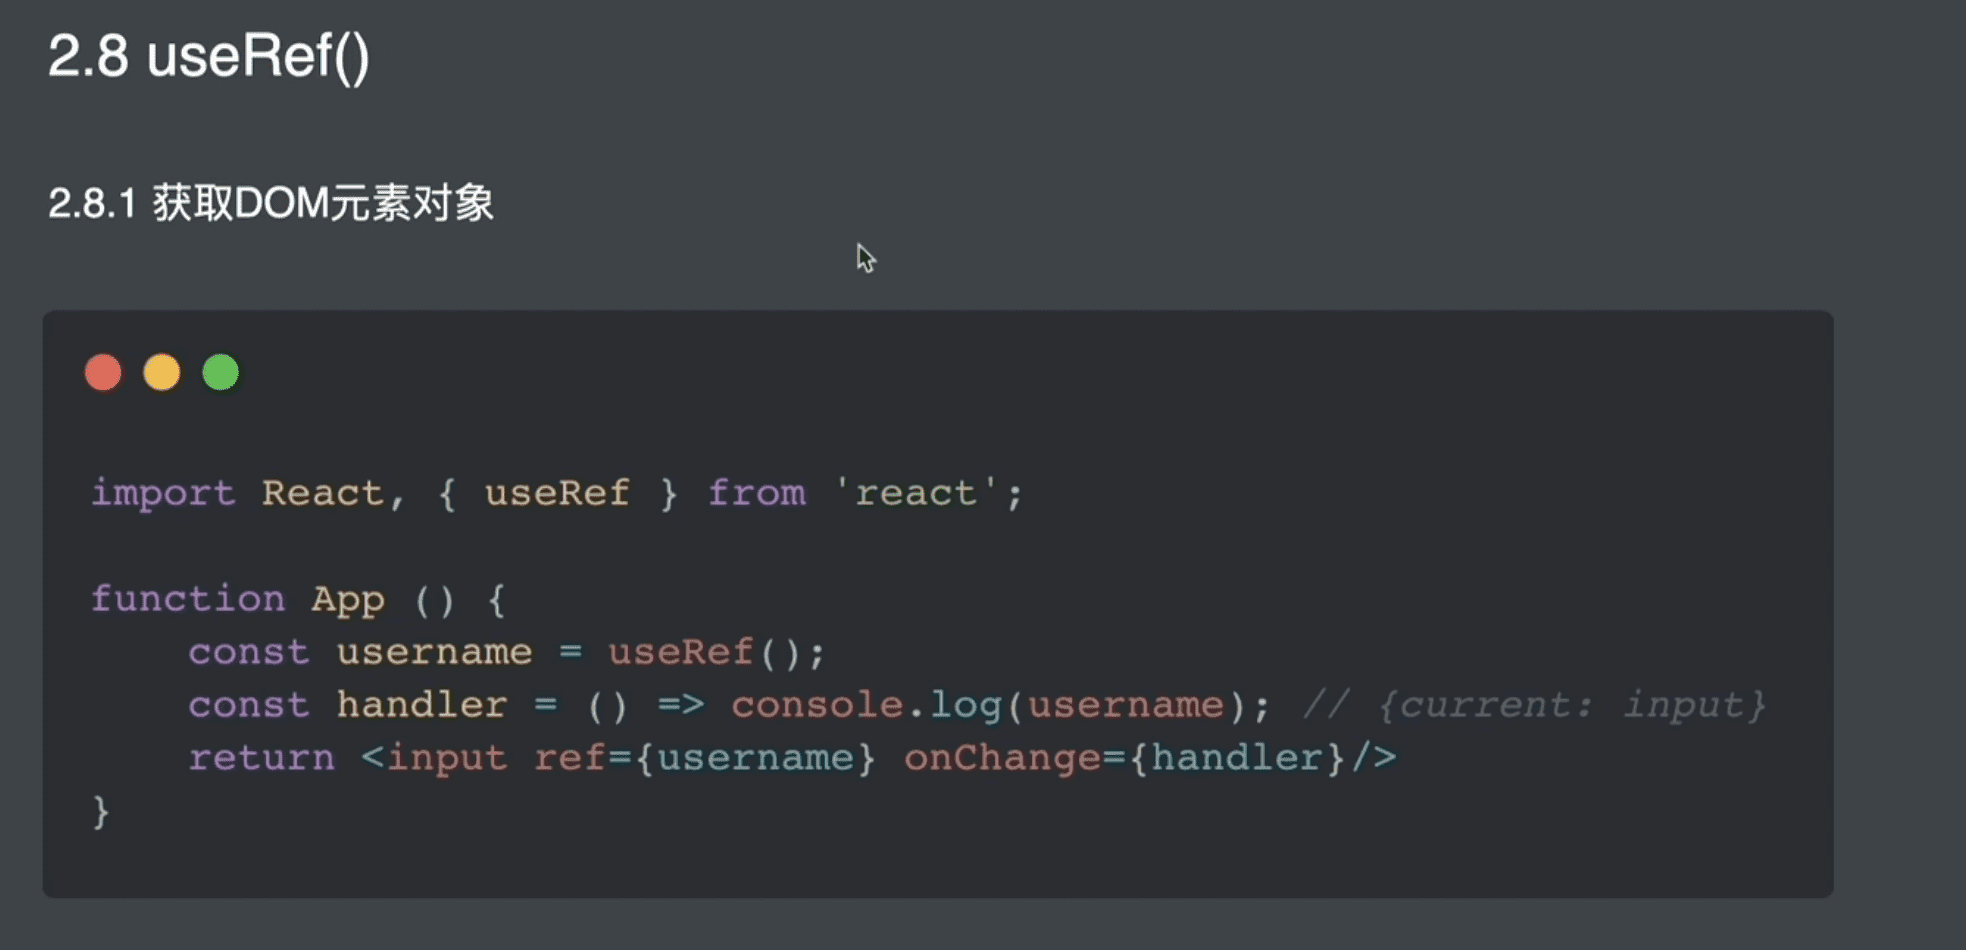 2.8 useRef()
2.8.1 获取DOM元素对象
import React, { useRef } from 'react';
function App () {
const username = useRef();
const handler = () => console.log(username); // {current: input}
return <input ref={username} onChange={handler}/>
}